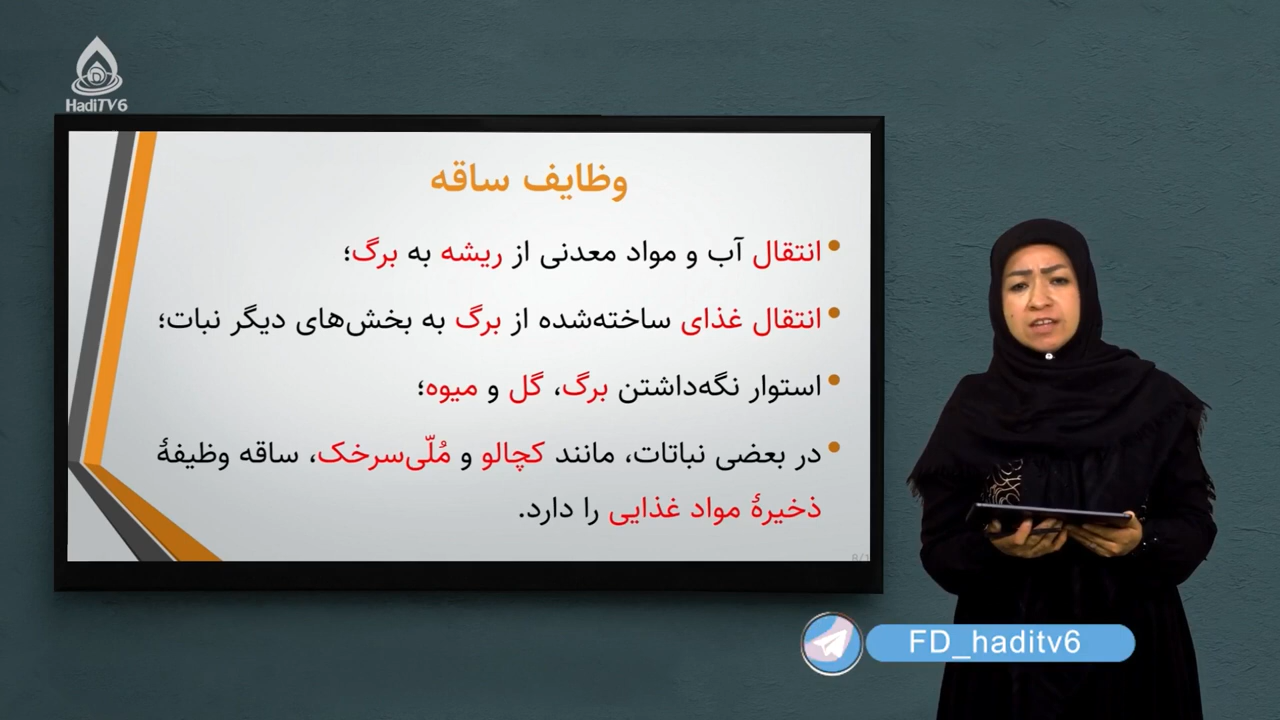 HadiTV6
وظایف ساقه
انتقال آب و مواد معدنی از ریشه به برگ؛
انتقال غذای ساخته‌شده از برگ به بخش‌های دیگر نبات؛
استوار نگه‌داشتن برگ، گل و میوه؛
در بعضی نباتات، مانند کچالو و مُلّی‌سرخک، ساقه وظیفهٔ
ذخیرهٔ مواد غذایی را دارد.
FD_haditv6